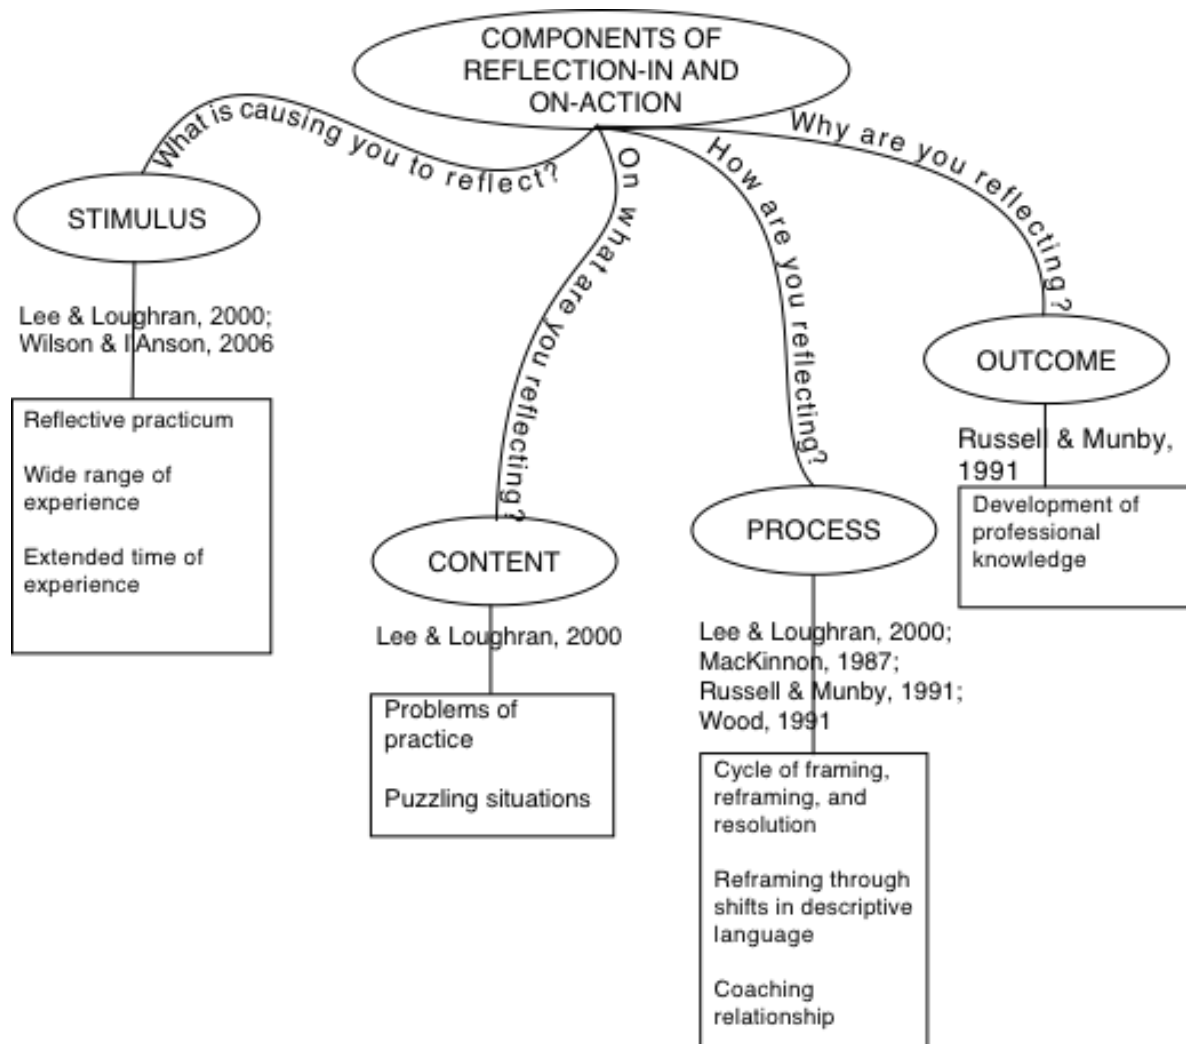 COMPONENTS OF
REFLECTION-IN AND
ON-ACTION
What is causing you to reflect?
STIMULUS
Lee & Loughran, 2000;
Wilson & I'Anson, 2006
Reflective practicum
Wide range of
experience
Extended time of
experience
On what are you reflecting?
CONTENT
Lee & Loughran, 2000
Problems of
practice
Puzzling situations
How are you reflecting?
PROCESS
Lee & Loughran, 2000;
MacKinnon, 1987;
Russell & Munby, 1991;
Wood, 1991
Cycle of framing,
reframing, and
resolution
Reframing through
shifts in descriptive
language
Coaching
relationship
Why are you reflecting?
OUTCOME
Russell & Munby,
1991
Development of
professional
knowledge